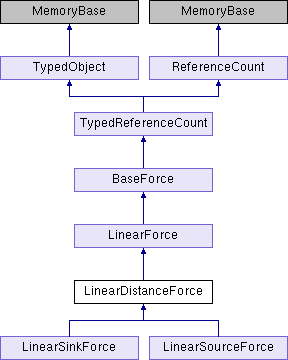 MemoryBase MemoryBase
TypedObject ReferenceCount
TypedReferenceCount
BaseForce
LinearForce
LinearDistanceForce
LinearSinkForce LinearSourceForce